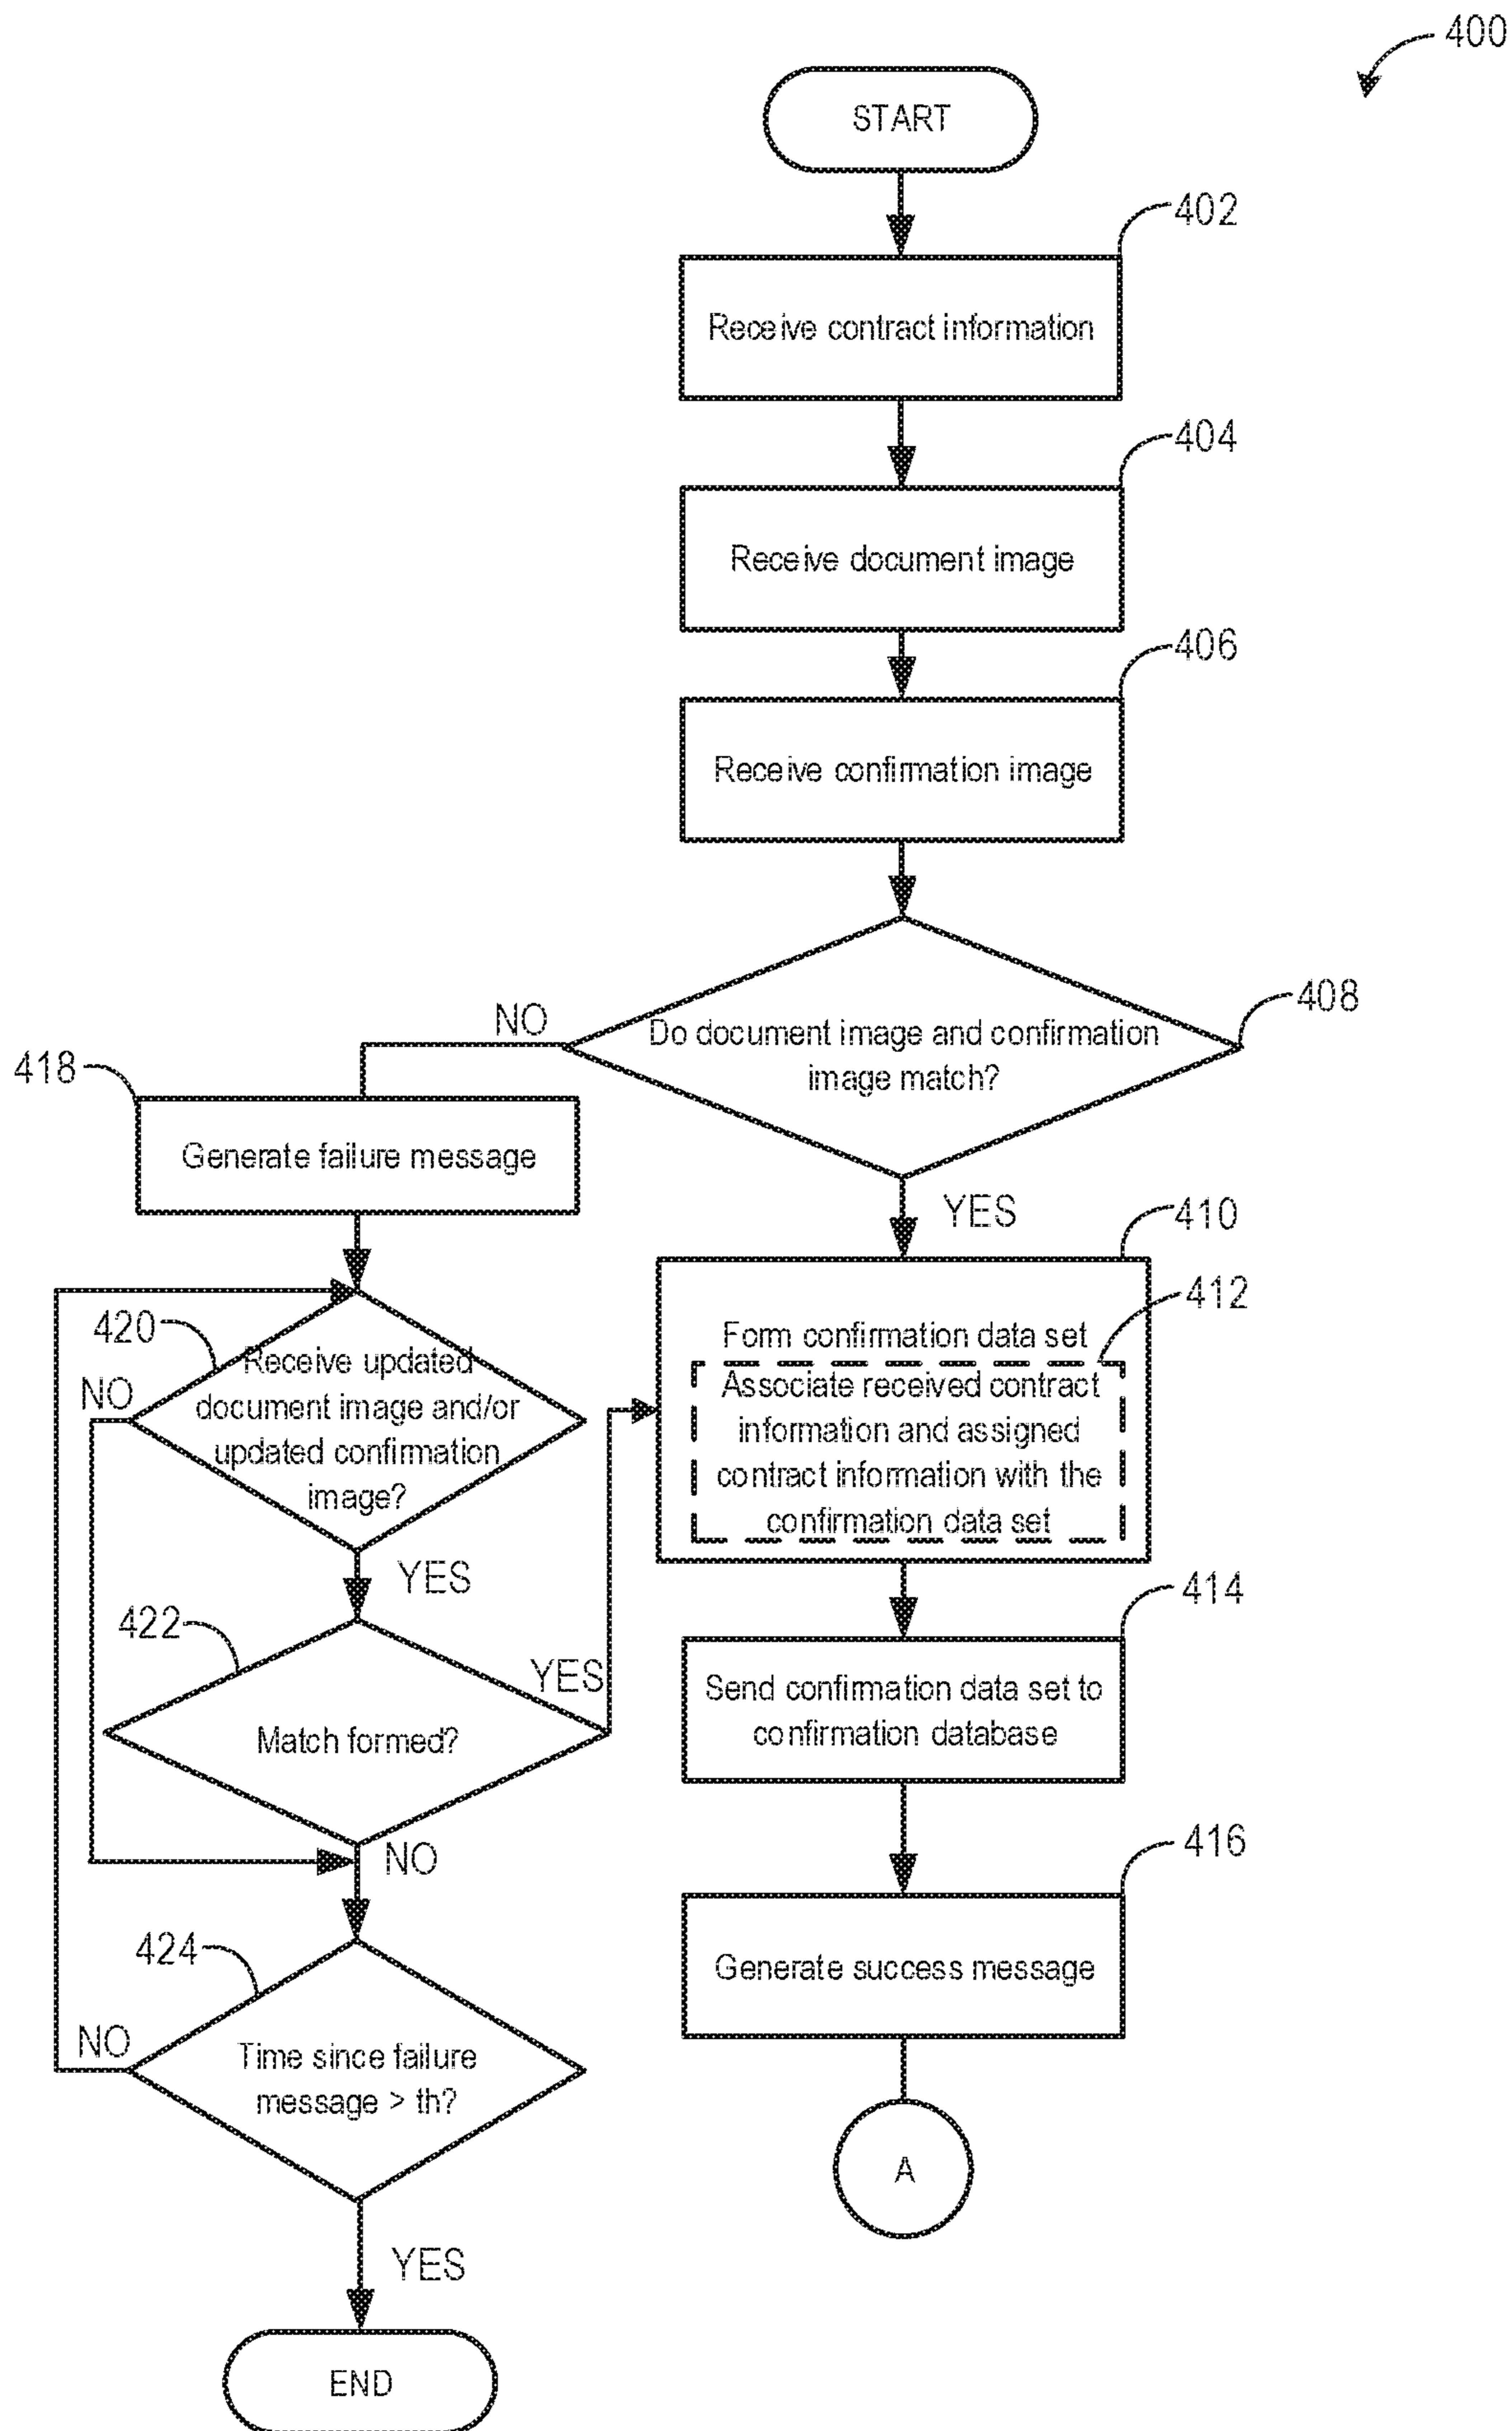 400
START
402
Receive contract information
404
Receive document image
406
Receive confirmation image
408
Do document image and confirmation
image match?
NO
YES
418
Generate failure message
410
412
Form confirmation data set
Associate received contract
information and assigned
contract information with the
confirmation data set
420
NO
Receive updated
document image and/or
updated confirmation
image?
YES
422
YES
Match formed?
NO
414
Send confirmation data set to
confirmation database
416
Generate success message
424
NO
Time since failure
message > th?
A
YES
END